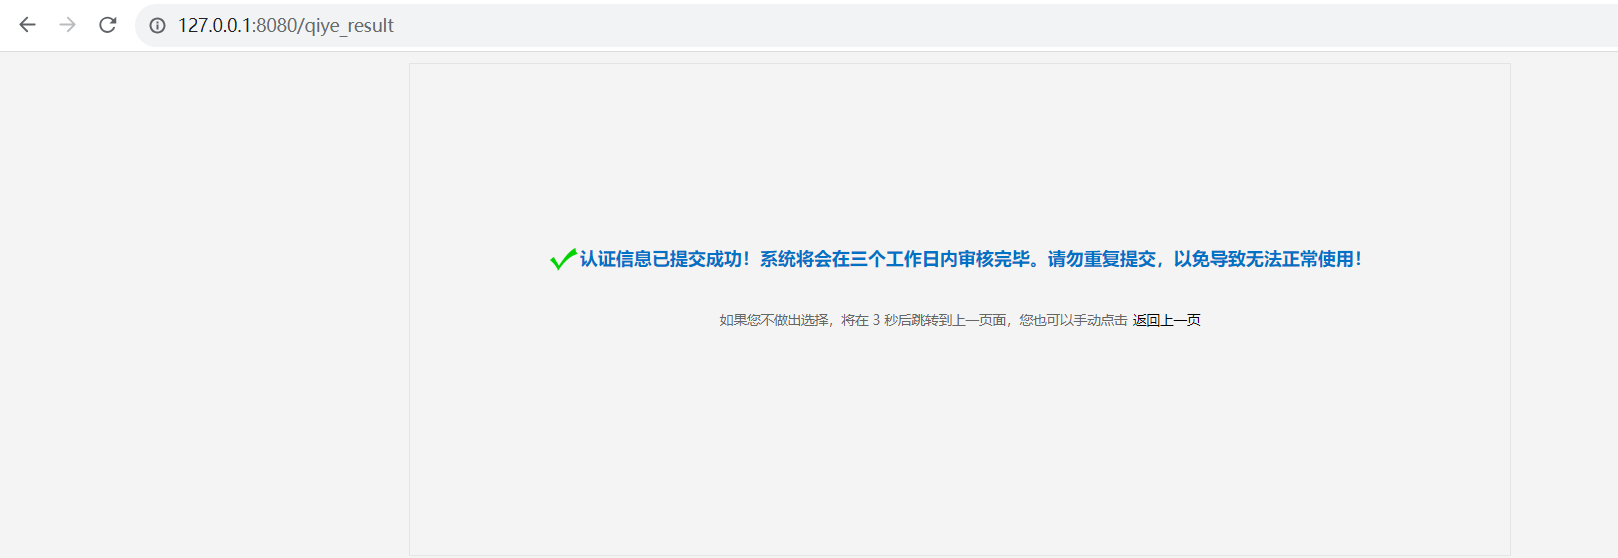 127.0.0.1:8080/qiye_result
认证信息已提交成功！系统将会在三个工作日内审核完毕。请勿重复提交，以免导致无法正常使用！
如果您不做出选择，将在 3 秒后跳转到上一页面，您也可以手动点击 返回上一页